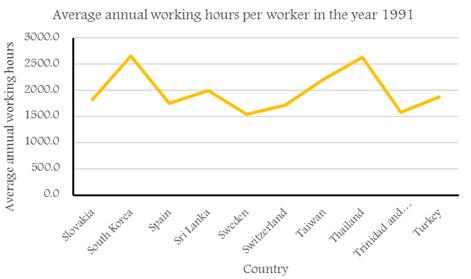 Average annual working hours per worker in the year 1991
Average annual working hours
3000.0
2500.0
2000.0
1500.0
1000.0
500.0
0.0
Slovakia
South Korea
Spain
Sri Lanka
Sweden
Switzerland
Taiwan
Thailand
Trinidad and...
Turkey
Country